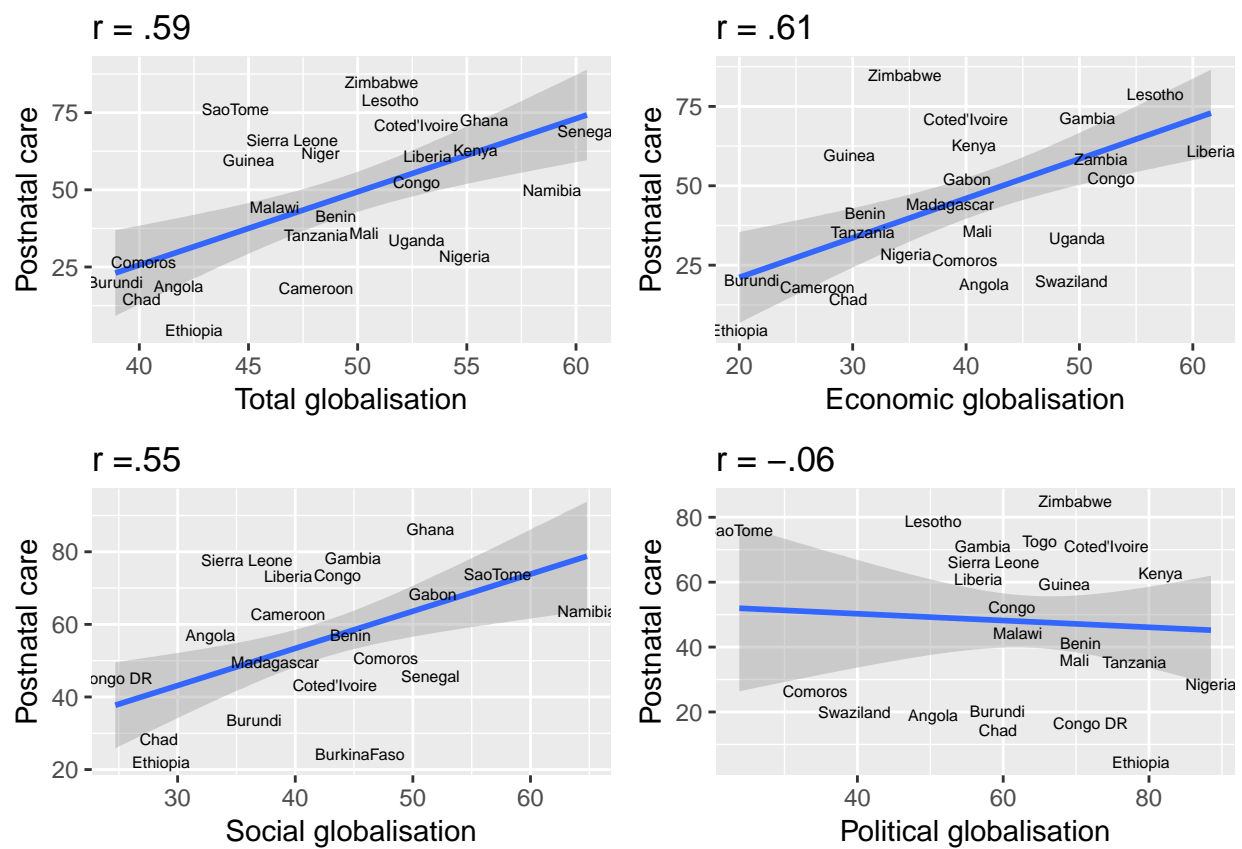 r = .59
Postnatal care
75
50
25
Zimbabwe
Lesotho
SaoTome
Coted'Ivoire
Ghana
Senega
Sierra Leone
Niger
Guinea
Liberia
Kenya
Congo
Namibia
Malawi
Benin
Tanzania
Mali
Uganda
Nigeria
Comoros
Burundi
Angola
Chad
Cameroon
Ethiopia
40 45 50 55 60
Total globalisation
r = .61
Postnatal care
75
50
25
Zimbabwe
Lesotho
Coted'Ivoire
Gambia
Kenya
Guinea
Zambia
Liberia
Gabon
Congo
Madagascar
Benin
Tanzania
Mali
Uganda
Nigeria
Comoros
Burundi
Cameroon
Angola
Swaziland
Chad
Ethiopia
20 30 40 50 60
Economic globalisation
r =.55
Postnatal care
80
60
40
20
Ghana
Sierra Leone
Gambia
Liberia
Congo
SaoTome
Gabon
Cameroon
Namibia
Angola
Benin
Madagascar
Comoros
ongo DR
Coted'Ivoire
Senegal
Burundi
Chad
BurkinaFaso
Ethiopia
30 40 50 60
Social globalisation
r = −.06
Postnatal care
80
60
40
20
Zimbabwe
Lesotho
aoTome
Gambia
Togo
Coted'Ivoire
Sierra Leone
Liberia
Guinea
Kenya
Congo
Malawi
Benin
Mali
Tanzania
Nigeria
Comoros
Swaziland
Angola
Burundi
Chad
Congo DR
Ethiopia
40 60 80
Political globalisation